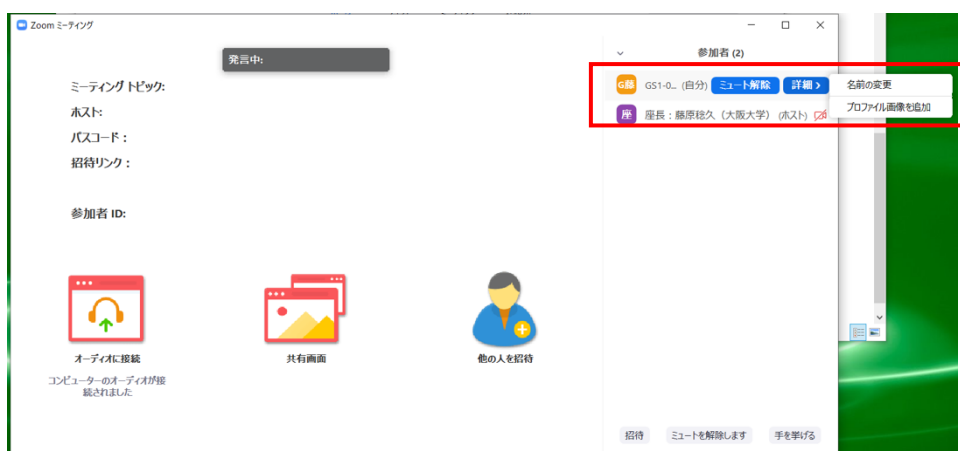 Zoom ミーティング
発言中:
ミーティング トピック:
ホスト:
パスコード：
招待リンク：
参加者 ID:
オーディオに接続
コンピューターのオーディオが接
続されました
共有画面
他の人を招待
参加者 (2)
G藤 GS1-0... (自分) ミュート解除 詳細 >
名前の変更
プロファイル画像を追加
座 座長：藤原稔久（大阪大学） (ホスト)
招待 ミュートを解除します 手を挙げる